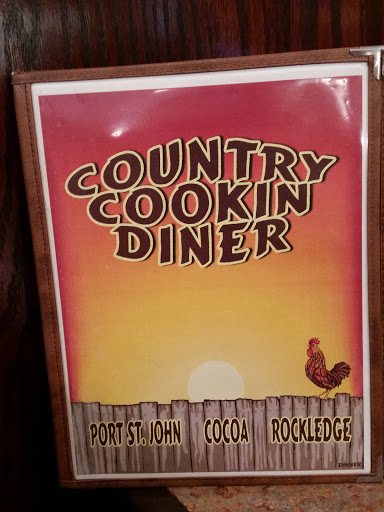 COUNTRY
COOKIN
DINER
PORT ST. JOHN COCOA ROCKLEDGE